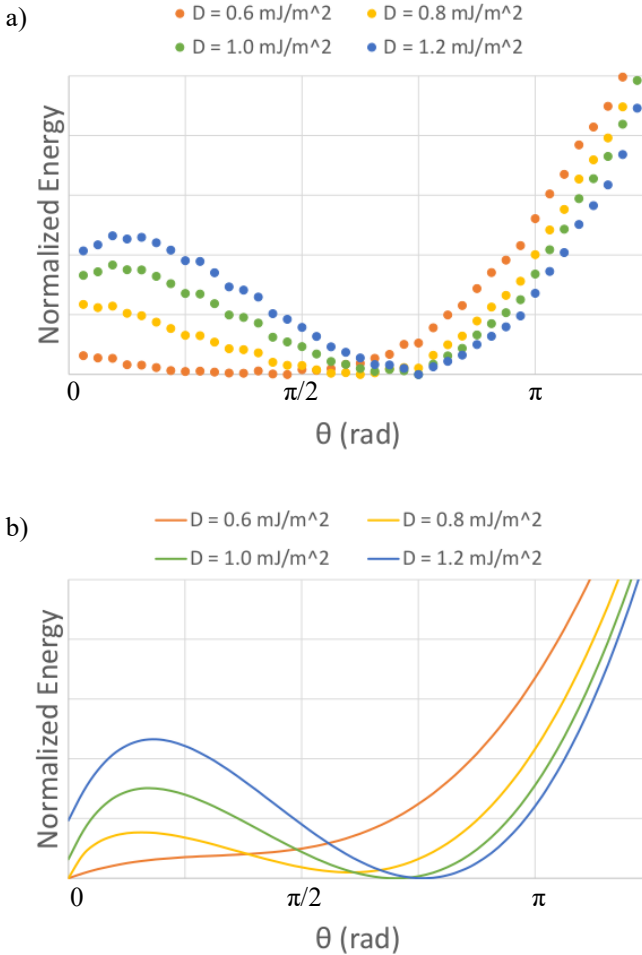 a)
D = 0.6 mJ/m^2 D = 0.8 mJ/m^2
D = 1.0 mJ/m^2 D = 1.2 mJ/m^2
Normalized Energy
0 π/2 π
θ (rad)
b)
D = 0.6 mJ/m^2 D = 0.8 mJ/m^2
D = 1.0 mJ/m^2 D = 1.2 mJ/m^2
Normalized Energy
0 π/2 π
θ (rad)